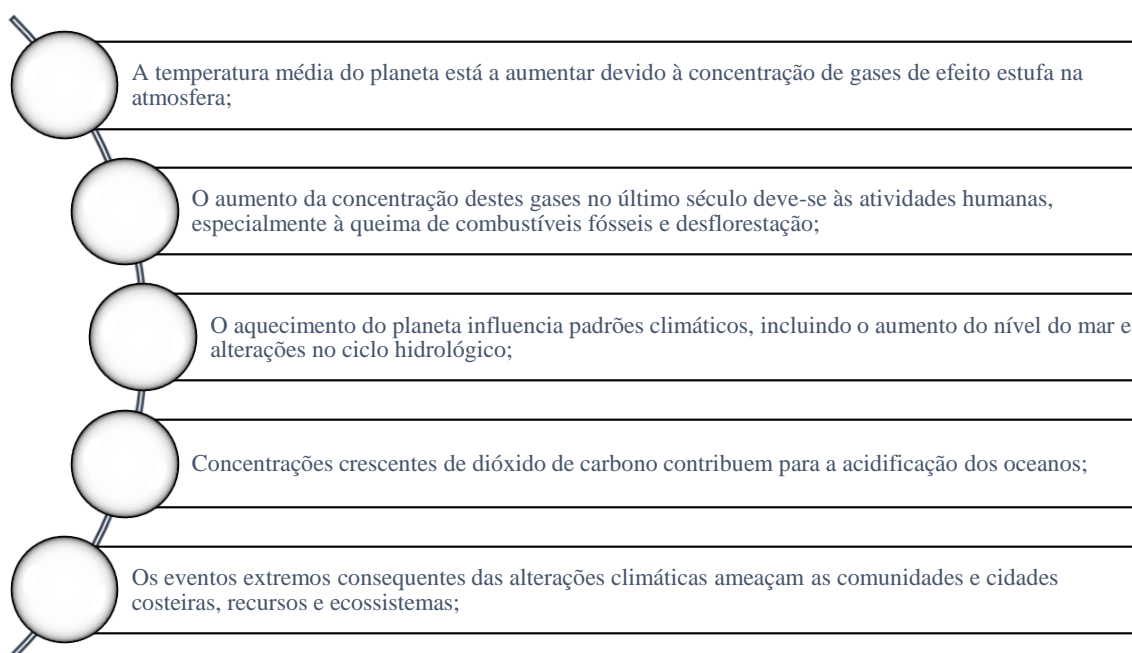 A temperatura média do planeta está a aumentar devido à concentração de gases de efeito estufa na
atmosfera;
O aumento da concentração destes gases no último século deve-se às atividades humanas,
especialmente à queima de combustíveis fósseis e desflorestação;
O aquecimento do planeta influencia padrões climáticos, incluindo o aumento do nível do mar e
alterações no ciclo hidrológico;
Concentrações crescentes de dióxido de carbono contribuem para a acidificação dos oceanos;
Os eventos extremos consequentes das alterações climáticas ameaçam as comunidades e cidades
costeiras, recursos e ecossistemas;